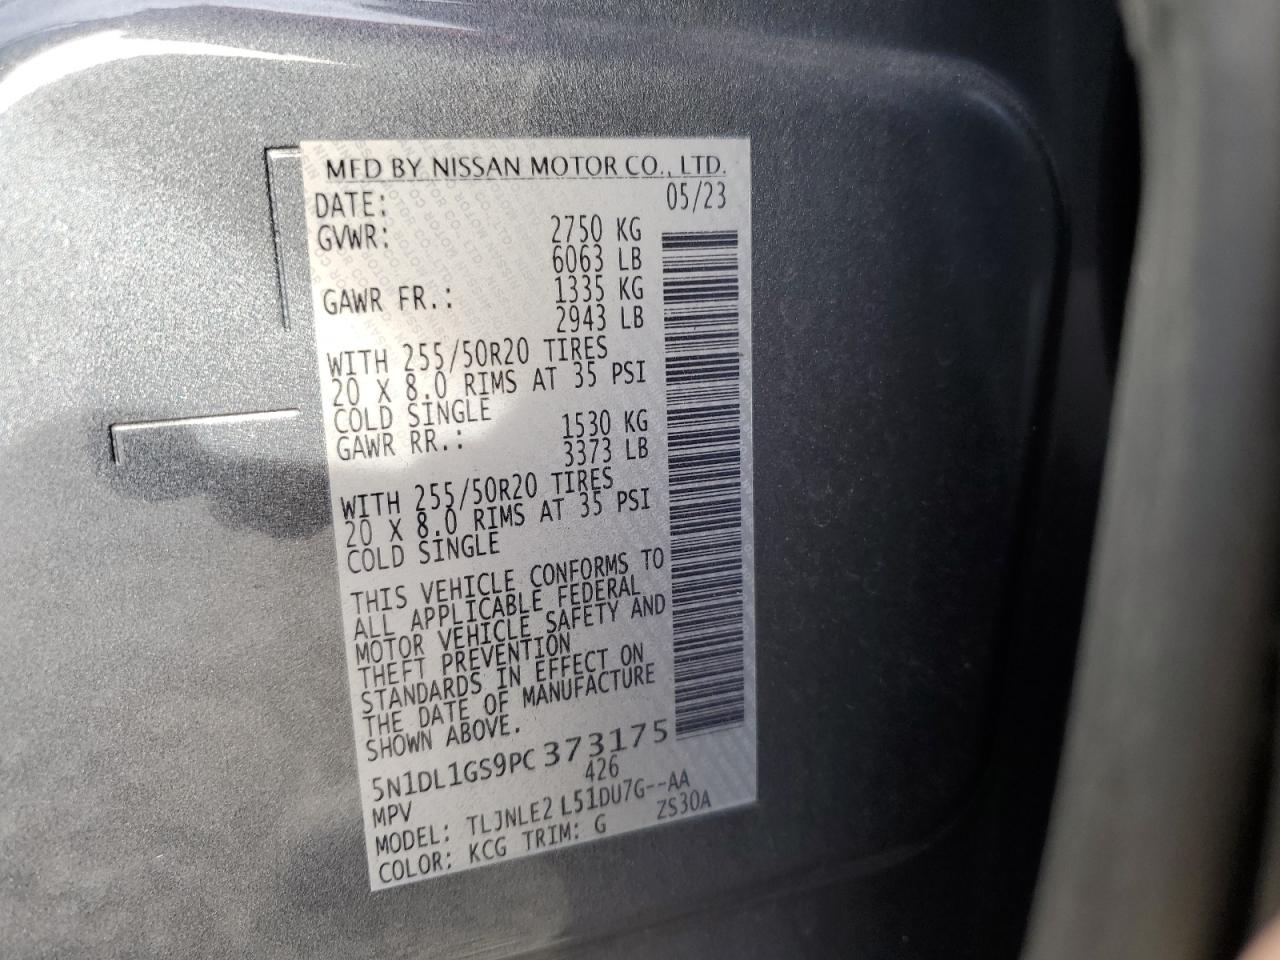 MFD BY NISSAN MOTOR CO., LTD.
DATE: 05/23
GVWR: 2750 KG
6063 LB
GAWR FR.: 1335 KG
2943 LB
WITH 255/50R20 TIRES
20 X 8.0 RIMS AT 35 PSI
COLD SINGLE
GAWR RR.: 1530 KG
3373 LB
WITH 255/50R20 TIRES
20 X 8.0 RIMS AT 35 PSI
COLD SINGLE
THIS VEHICLE CONFORMS TO
ALL APPLICABLE FEDERAL
MOTOR VEHICLE SAFETY AND
THEFT PREVENTION
STANDARDS IN EFFECT ON
THE DATE OF MANUFACTURE
SHOWN ABOVE.
5N1DL1GS9PC 373175
MPV 426
MODEL: TLJNLE2 L51DU7G--AA
COLOR: KCG TRIM: G ZS30A